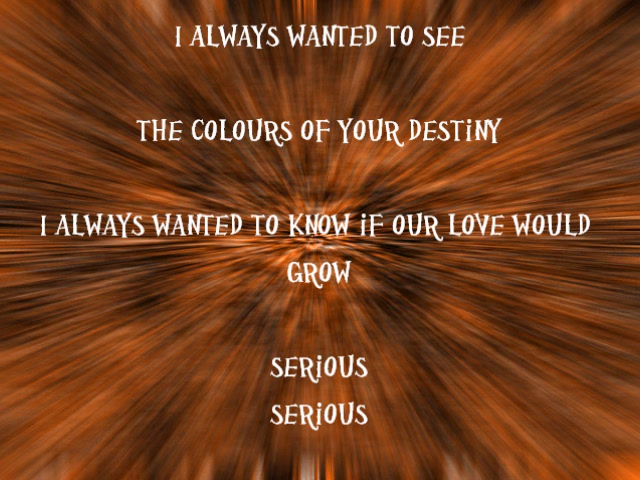 I ALWAYS WANTED TO SEE
THE COLOURS OF YOUR DESTiNY
I ALWAYS WANTED TO KNOW iF OUR LOVE WOULD
GROW
SERiOUS
SERiOUS